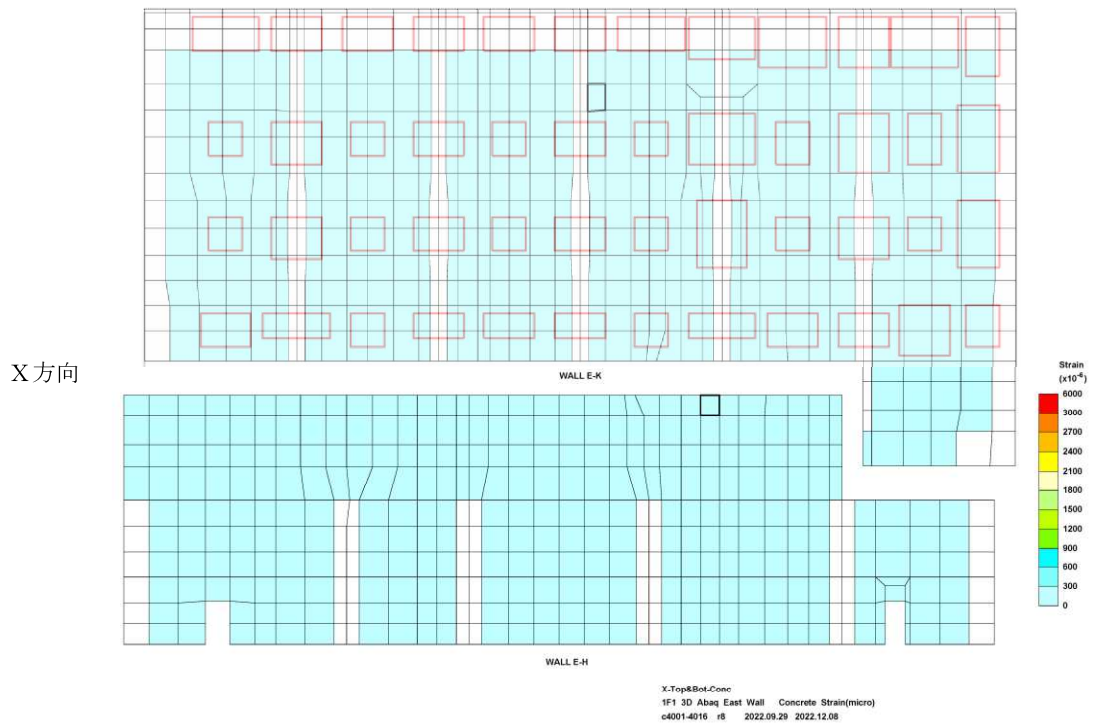 X方向
WALL E-K
Strain
(x10⁻⁶)
6000
3000
2700
2400
2100
1800
1500
1200
900
600
300
0
WALL E-H
X-Top&Bot-Conc
1F1 3D Abaq East Wall Concrete Strain(micro)
c4001-4016 r8 2022.09.29 2022.12.08